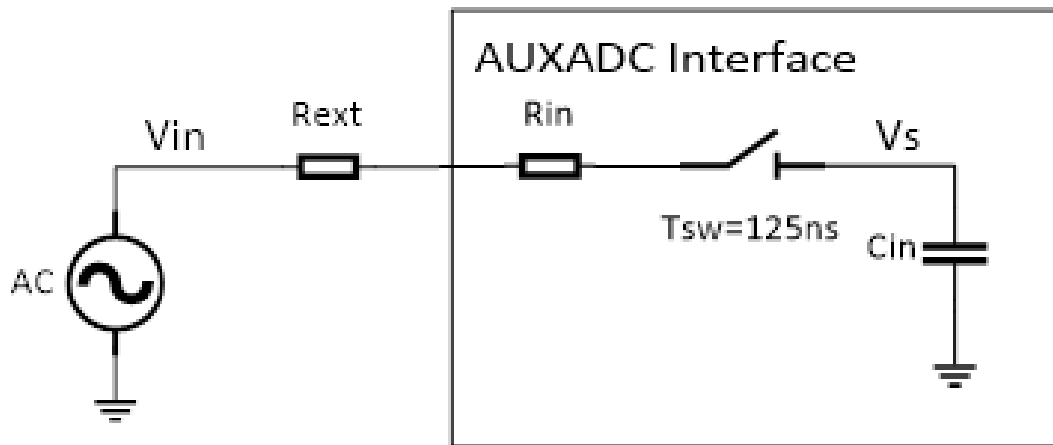 AUXADC Interface
Vin
Rext
Rin
Vs
Tsw=125ns
Cin
AC